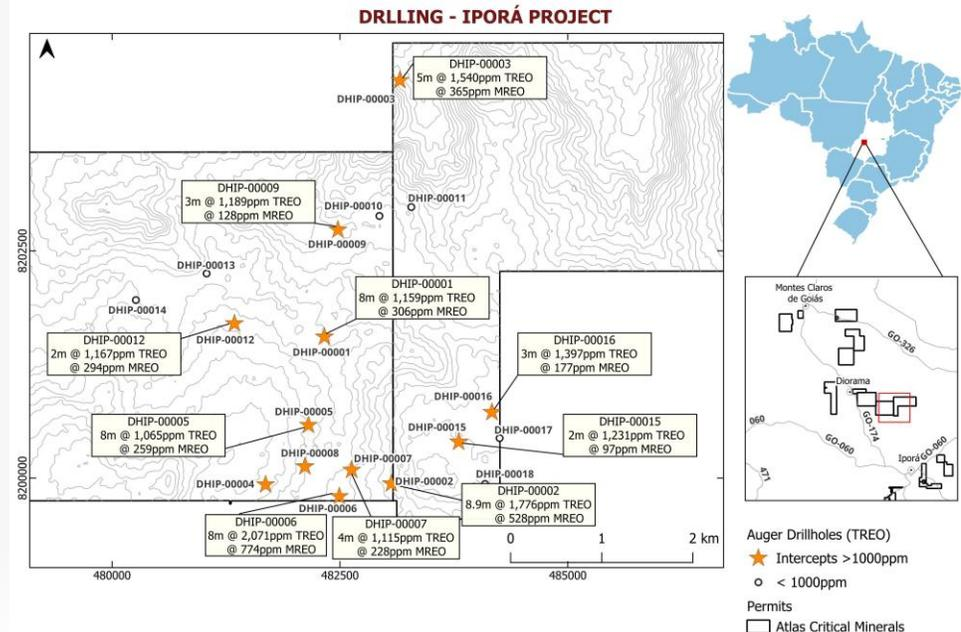 DRLLING - IPORÁ PROJECT
DHIP-00003
5m @ 1,540ppm TREO
@ 365ppm MREO
DHIP-00003
DHIP-00009
3m @ 1,189ppm TREO
@ 128ppm MREO
DHIP-00010
DHIP-00011
DHIP-00009
8202500
DHIP-00013
DHIP-00014
DHIP-00001
8m @ 1,159ppm TREO
@ 306ppm MREO
DHIP-00012
2m @ 1,167ppm TREO
@ 294ppm MREO
DHIP-00012
DHIP-00001
DHIP-00016
3m @ 1,397ppm TREO
@ 177ppm MREO
DHIP-00016
DHIP-00005
DHIP-00005
8m @ 1,065ppm TREO
@ 259ppm MREO
DHIP-00015
DHIP-00017
DHIP-00015
2m @ 1,231ppm TREO
@ 97ppm MREO
DHIP-00008
DHIP-00007
DHIP-00004
DHIP-00002
DHIP-00018
8200000
DHIP-00006
DHIP-00002
8.9m @ 1,776ppm TREO
@ 528ppm MREO
DHIP-00006
8m @ 2,071ppm TREO
@ 774ppm MREO
DHIP-00007
4m @ 1,115ppm TREO
@ 228ppm MREO
0 1 2 km
480000 482500 485000
Montes Claros
de Goiás
GO-326
Diorama
GO-174
060
GO-060
GO-060
Iporá
471
Auger Drillholes (TREO)
Intercepts >1000ppm
< 1000ppm
Permits
Atlas Critical Minerals